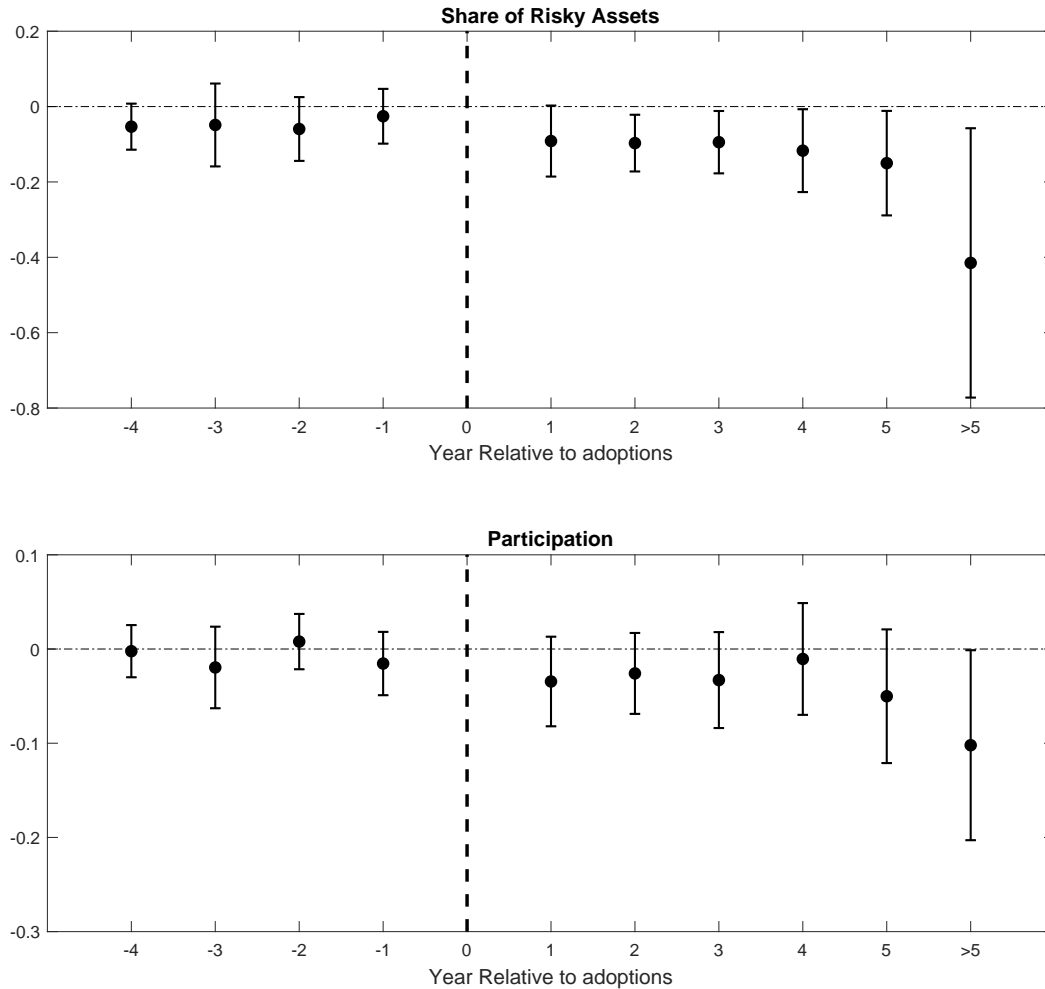 Share of Risky Assets
0.2
0
-0.2
-0.4
-0.6
-0.8
-4 -3 -2 -1 0 1 2 3 4 5 >5
Year Relative to adoptions
Participation
0.1
0
-0.1
-0.2
-0.3
-4 -3 -2 -1 0 1 2 3 4 5 >5
Year Relative to adoptions